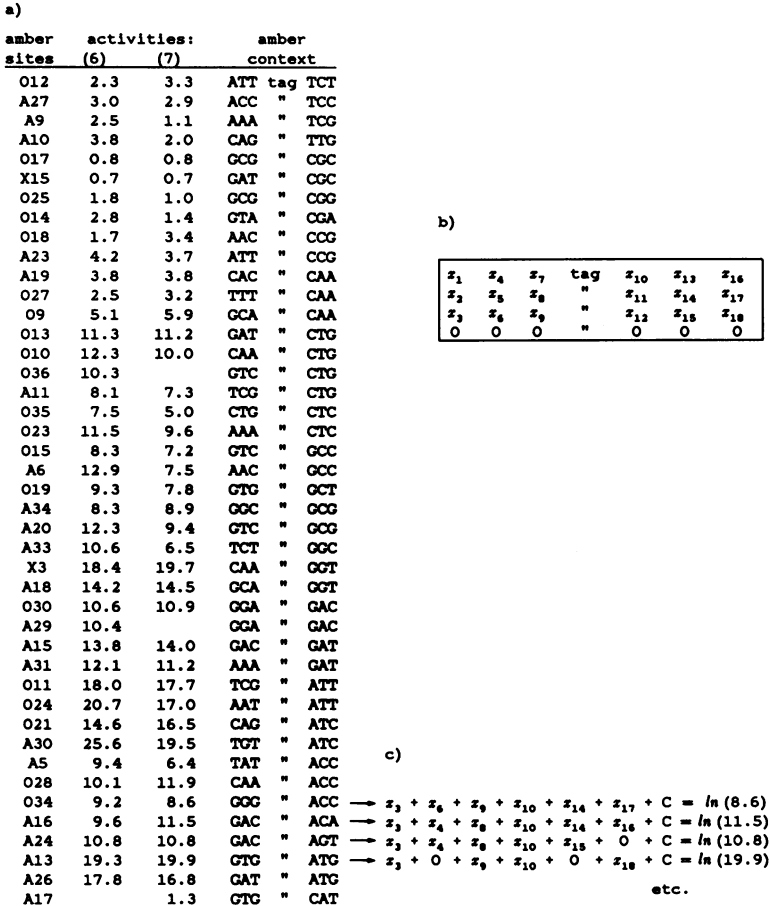 a)
amber activities: amber
sites (6) (7) context
O12 2.3 3.3 ATT tag TCT
A27 3.0 2.9 ACC " TCC
A9 2.5 1.1 AAA " TCG
A10 3.8 2.0 CAG " TTG
O17 0.8 0.8 GCG " CGC
X15 0.7 0.7 GAT " CGC
O25 1.8 1.0 GCG " CGG
O14 2.8 1.4 GTA " CGA
O18 1.7 3.4 AAC " CCG
A23 4.2 3.7 ATT " CCG
A19 3.8 3.8 CAC " CAA
O27 2.5 3.2 TTT " CAA
O9 5.1 5.9 GCA " CAA
O13 11.3 11.2 GAT " CTG
O10 12.3 10.0 CAA " CTG
O36 10.3 GTC " CTG
A11 8.1 7.3 TCG " CTG
O35 7.5 5.0 CTG " CTC
O23 11.5 9.6 AAA " CTC
O15 8.3 7.2 GTC " GCC
A6 12.9 7.5 AAC " GCC
O19 9.3 7.8 GTG " GCT
A34 8.3 8.9 GGC " GCG
A20 12.3 9.4 GTC " GCG
A33 10.6 6.5 TCT " GGC
X3 18.4 19.7 CAA " GGT
A18 14.2 14.5 GCA " GGT
O30 10.6 10.9 GGA " GAC
A29 10.4 GGA " GAC
A15 13.8 14.0 GAC " GAT
A31 12.1 11.2 AAA " GAT
O11 18.0 17.7 TCG " ATT
O24 20.7 17.0 AAT " ATT
O21 14.6 16.5 CAG " ATC
A30 25.6 19.5 TGT " ATC
A5 9.4 6.4 TAT " ACC
O28 10.1 11.9 CAA " ACC
O34 9.2 8.6 GGG " ACC
A16 9.6 11.5 GAC " ACA
A24 10.8 10.8 GAC " AGT
A13 19.3 19.9 GTG " ATG
A26 17.8 16.8 GAT " ATG
A17 1.3 GTG " CAT
b)
x₁ x₄ x₇ tag x₁₀ x₁₃ x₁₆
x₂ x₅ x₈ " x₁₁ x₁₄ x₁₇
x₃ x₆ x₉ " x₁₂ x₁₅ x₁₈
0 0 0 " 0 0 0
c)
→ x₃ + x₆ + x₉ + x₁₀ + x₁₄ + x₁₇ + C = ln (8.6)
→ x₃ + x₄ + x₈ + x₁₀ + x₁₄ + x₁₆ + C = ln (11.5)
→ x₃ + x₄ + x₈ + x₁₀ + x₁₅ + 0 + C = ln (10.8)
→ x₃ + 0 + x₉ + x₁₀ + 0 + x₁₈ + C = ln (19.9)
etc.